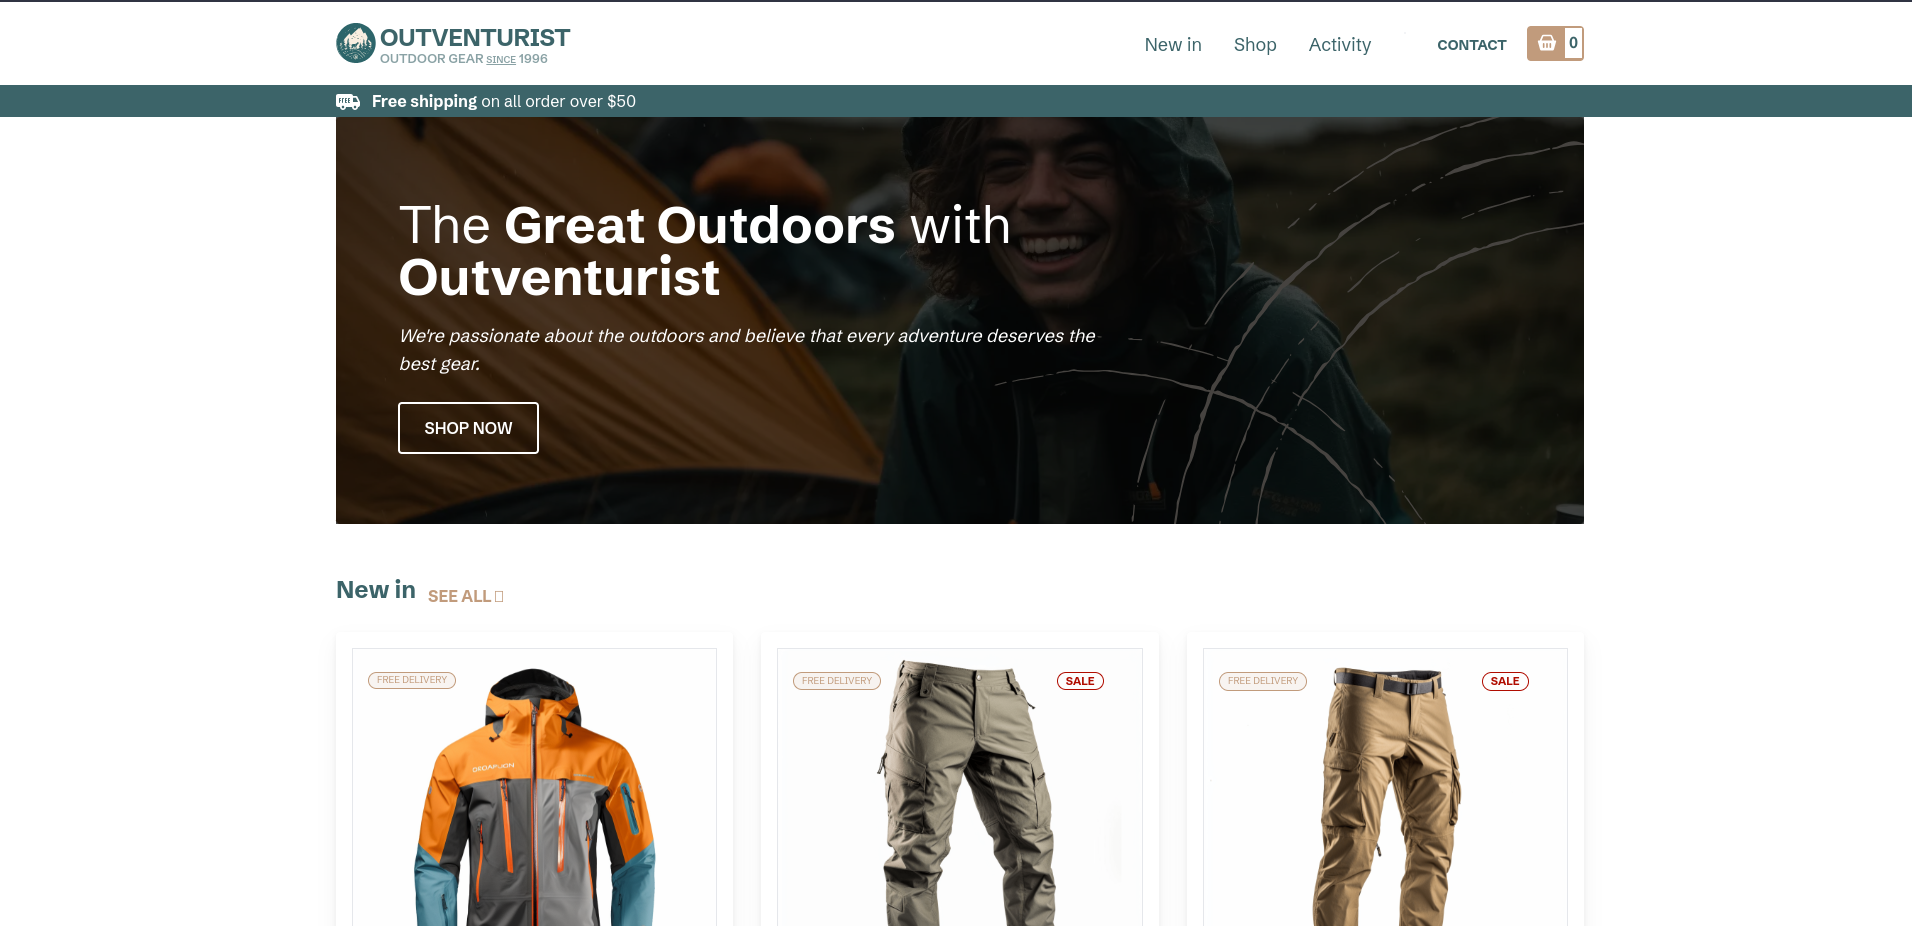 OUTVENTURIST
OUTDOOR GEAR SINCE 1996
New in
Shop
Activity
CONTACT
0
FREE
Free shipping on all order over $50
The Great Outdoors with
Outventurist
We're passionate about the outdoors and believe that every adventure deserves the
best gear.
SHOP NOW
New in
SEE ALL
FREE DELIVERY
FREE DELIVERY
SALE
FREE DELIVERY
SALE